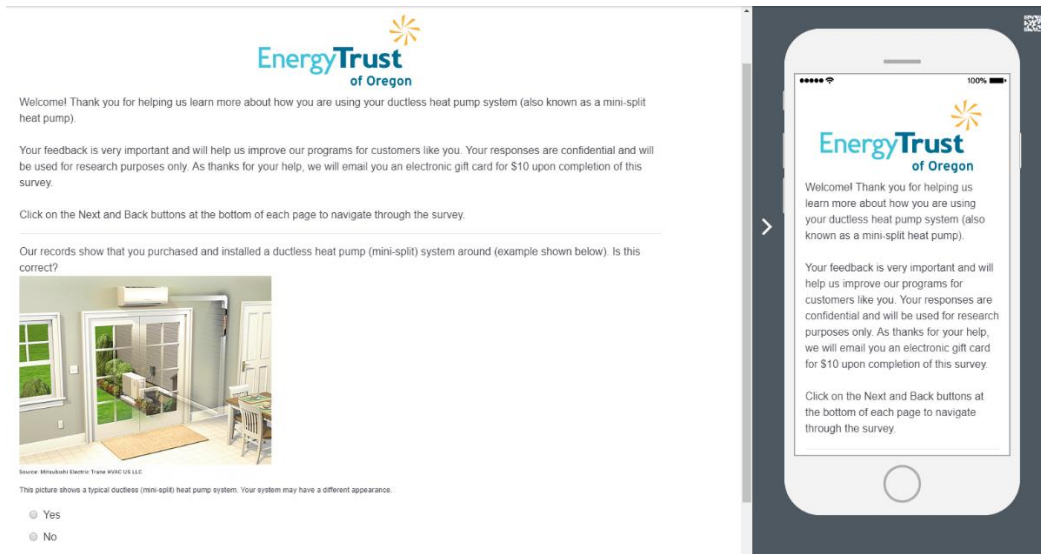 EnergyTrust
of Oregon
Welcome! Thank you for helping us learn more about how you are using your ductless heat pump system (also known as a mini-split
heat pump).
Your feedback is very important and will help us improve our programs for customers like you. Your responses are confidential and will
be used for research purposes only. As thanks for your help, we will email you an electronic gift card for $10 upon completion of this
survey.
Click on the Next and Back buttons at the bottom of each page to navigate through the survey.
Our records show that you purchased and installed a ductless heat pump (mini-split) system around (example shown below). Is this
correct?
Source: Mitsubishi Electric Trane HVAC US LLC
This picture shows a typical ductless (mini-split) heat pump system. Your system may have a different appearance.
Yes
No
100%
EnergyTrust
of Oregon
Welcome! Thank you for helping us
learn more about how you are using
your ductless heat pump system (also
known as a mini-split heat pump).
Your feedback is very important and will
help us improve our programs for
customers like you. Your responses are
confidential and will be used for research
purposes only. As thanks for your help,
we will email you an electronic gift card
for $10 upon completion of this survey.
Click on the Next and Back buttons at
the bottom of each page to navigate
through the survey.